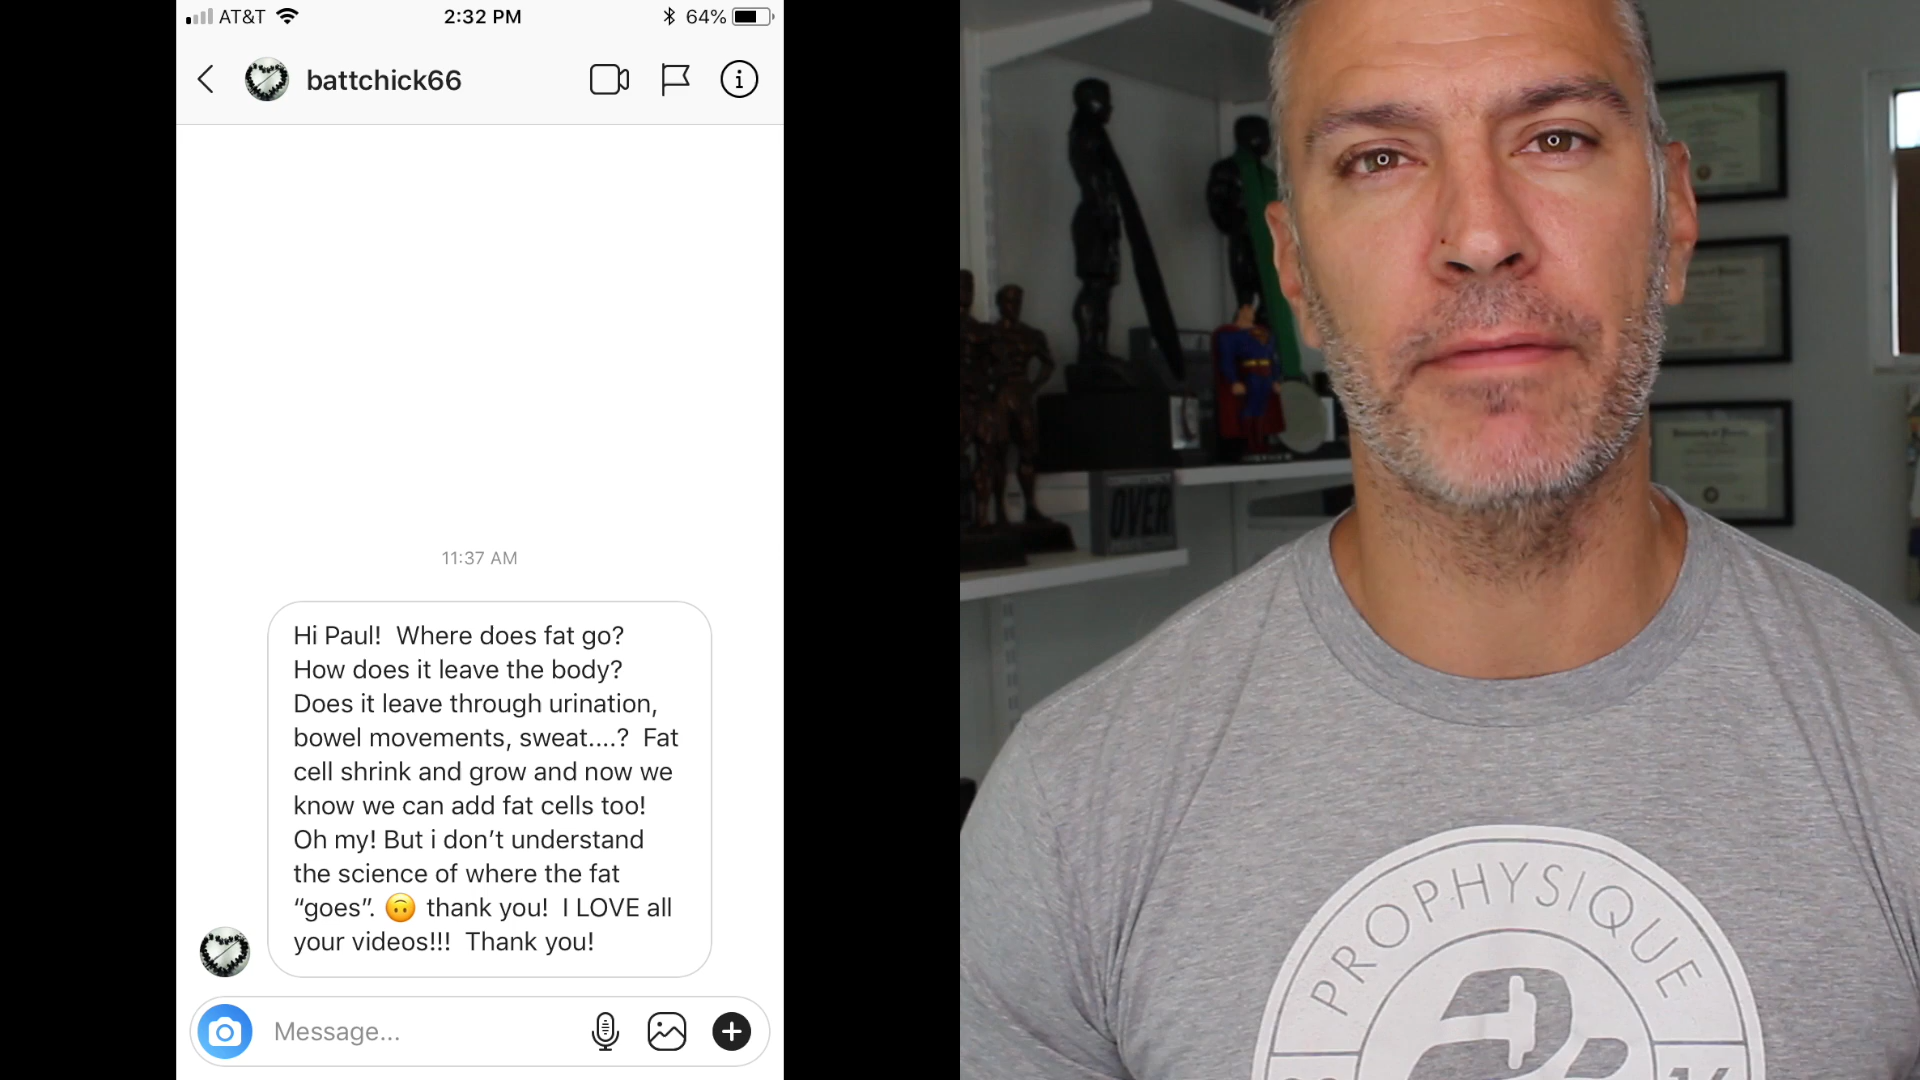 AT&T
2:32 PM
64%
battchick66
11:37 AM
Hi Paul!  Where does fat go?
How does it leave the body?
Does it leave through urination,
bowel movements, sweat....?  Fat
cell shrink and grow and now we
know we can add fat cells too!
Oh my! But i don’t understand
the science of where the fat
“goes”. 🙃 thank you!  I LOVE all
your videos!!!  Thank you!
Message...
OVER
PROPHYSIQUE